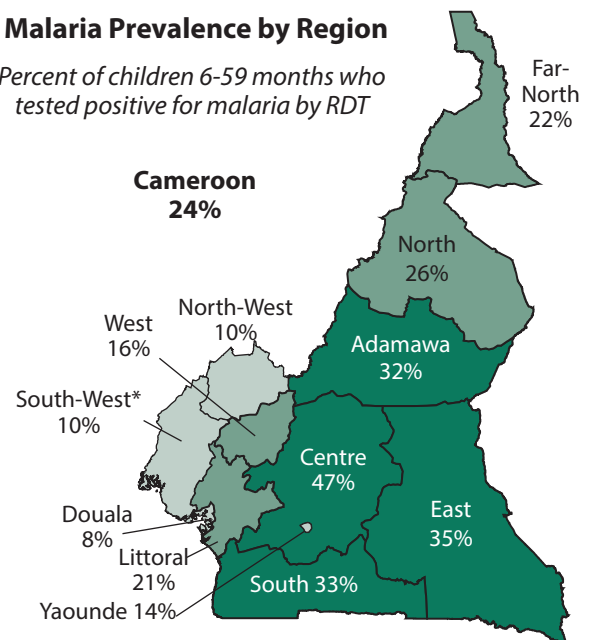 Malaria Prevalence by Region
Percent of children 6-59 months who
tested positive for malaria by RDT
Cameroon
24%
Far-
North
22%
North
26%
Adamawa
32%
North-West
10%
West
16%
South-West*
10%
Centre
47%
East
35%
Douala
8%
Littoral
21%
South 33%
Yaounde 14%